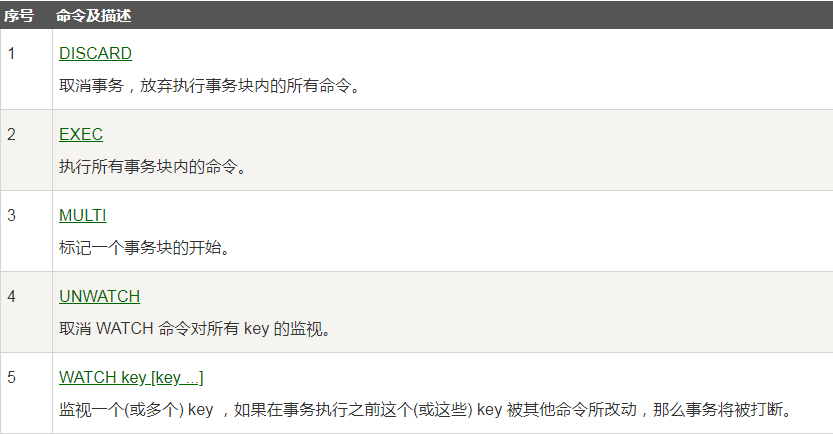 序号 命令及描述
1 DISCARD
取消事务，放弃执行事务块内的所有命令。
2 EXEC
执行所有事务块内的命令。
3 MULTI
标记一个事务块的开始。
4 UNWATCH
取消 WATCH 命令对所有 key 的监视。
5 WATCH key [key ...]
监视一个(或多个) key ，如果在事务执行之前这个(或这些) key 被其他命令所改动，那么事务将被打断。